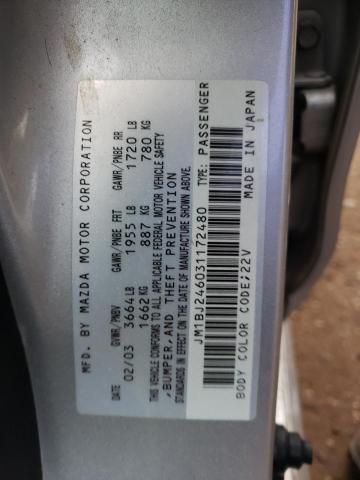 MFD. BY MAZDA MOTOR CORPORATION
DATE GVWR/PNBV GAWR/PNBE FRT GAWR/PNBE RR
02/03 3664 LB 1955 LB 1720 LB
1662 KG 887 KG 780 KG
THIS VEHICLE CONFORMS TO ALL APPLICABLE FEDERAL MOTOR VEHICLE SAFETY
,BUMPER,AND THEFT PREVENTION
STANDARDS IN EFFECT ON THE DATE OF MANUFACTURE SHOWN ABOVE.
JM1BJ246031172480 TYPE: PASSENGER
BODY COLOR CODE;22V MADE IN JAPAN